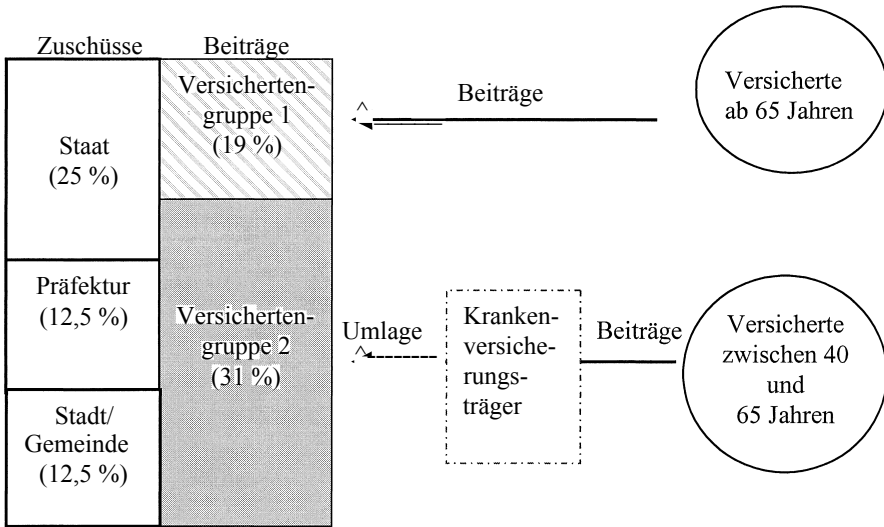 Zuschüsse
Beiträge
Staat
(25 %)
Präfektur
(12,5 %)
Stadt/
Gemeinde
(12,5 %)
Versicherten-
gruppe 1
(19 %)
Versicherten-
gruppe 2
(31 %)
Beiträge
Versicherte
ab 65 Jahren
Umlage
Kranken-
versiche-
rungs-
träger
Beiträge
Versicherte
zwischen 40
und
65 Jahren